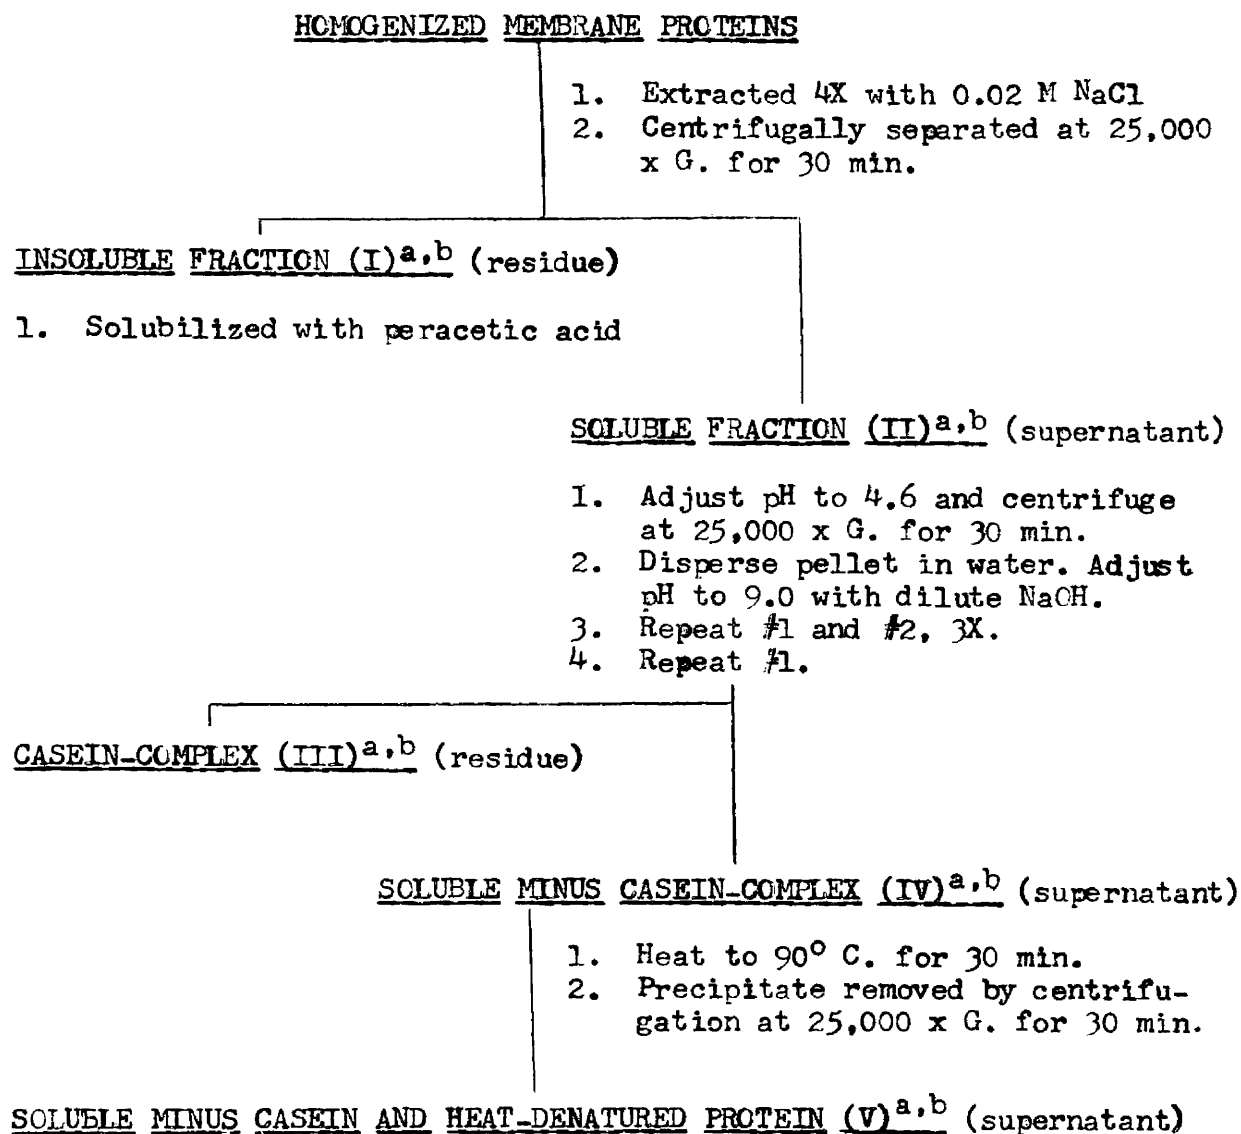 HOMOGENIZED MEMBRANE PROTEINS
1. Extracted 4X with 0.02 M NaCl
2. Centrifugally separated at 25,000
x G. for 30 min.
INSOLUBLE FRACTION (I)a,b (residue)
1. Solubilized with peracetic acid
SOLUBLE FRACTION (II)a,b (supernatant)
1. Adjust pH to 4.6 and centrifuge
at 25,000 x G. for 30 min.
2. Disperse pellet in water. Adjust
pH to 9.0 with dilute NaOH.
3. Repeat #1 and #2, 3X.
4. Repeat #1.
CASEIN-COMPLEX (III)a,b (residue)
SOLUBLE MINUS CASEIN-COMPLEX (IV)a,b (supernatant)
1. Heat to 90° C. for 30 min.
2. Precipitate removed by centrifu-
gation at 25,000 x G. for 30 min.
SOLUBLE MINUS CASEIN AND HEAT-DENATURED PROTEIN (V)a,b (supernatant)